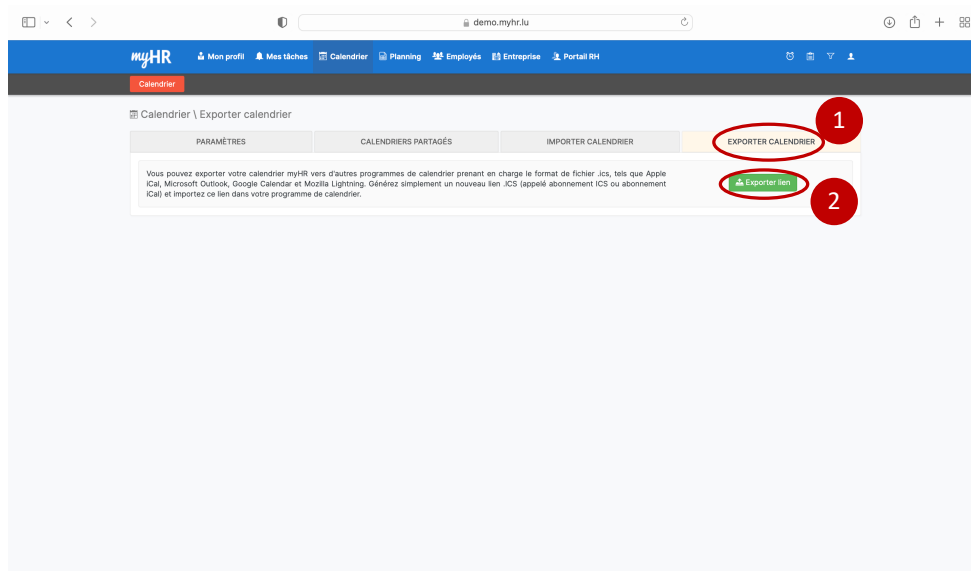 demo.myhr.lu
myHR Mon profil Mes tâches Calendrier Planning Employés Entreprise Portail RH
Calendrier
Calendrier \ Exporter calendrier
1
PARAMÈTRES CALENDRIERS PARTAGÉS IMPORTER CALENDRIER EXPORTER CALENDRIER
Vous pouvez exporter votre calendrier myHR vers d'autres programmes de calendrier prenant en charge le format de fichier .ics, tels que Apple
iCal, Microsoft Outlook, Google Calendar et Mozilla Lightning. Générez simplement un nouveau lien .ICS (appelé abonnement ICS ou abonnement
iCal) et importez ce lien dans votre programme de calendrier.
Exporter lien
2